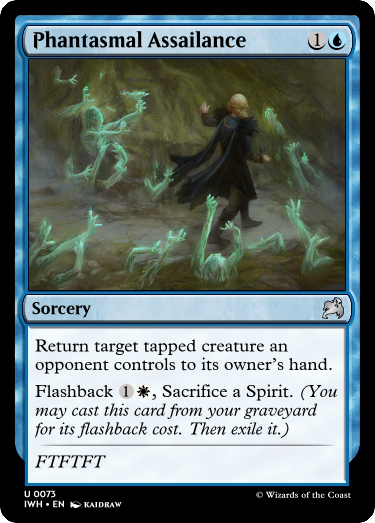 Phantasmal Assailance 1
Sorcery
Return target tapped creature an
opponent controls to its owner's hand.
Flashback 1, Sacrifice a Spirit. (You
may cast this card from your graveyard
for its flashback cost. Then exile it.)
FTFTFT
U 0073
IWH • EN KAIDRAW
© Wizards of the Coast